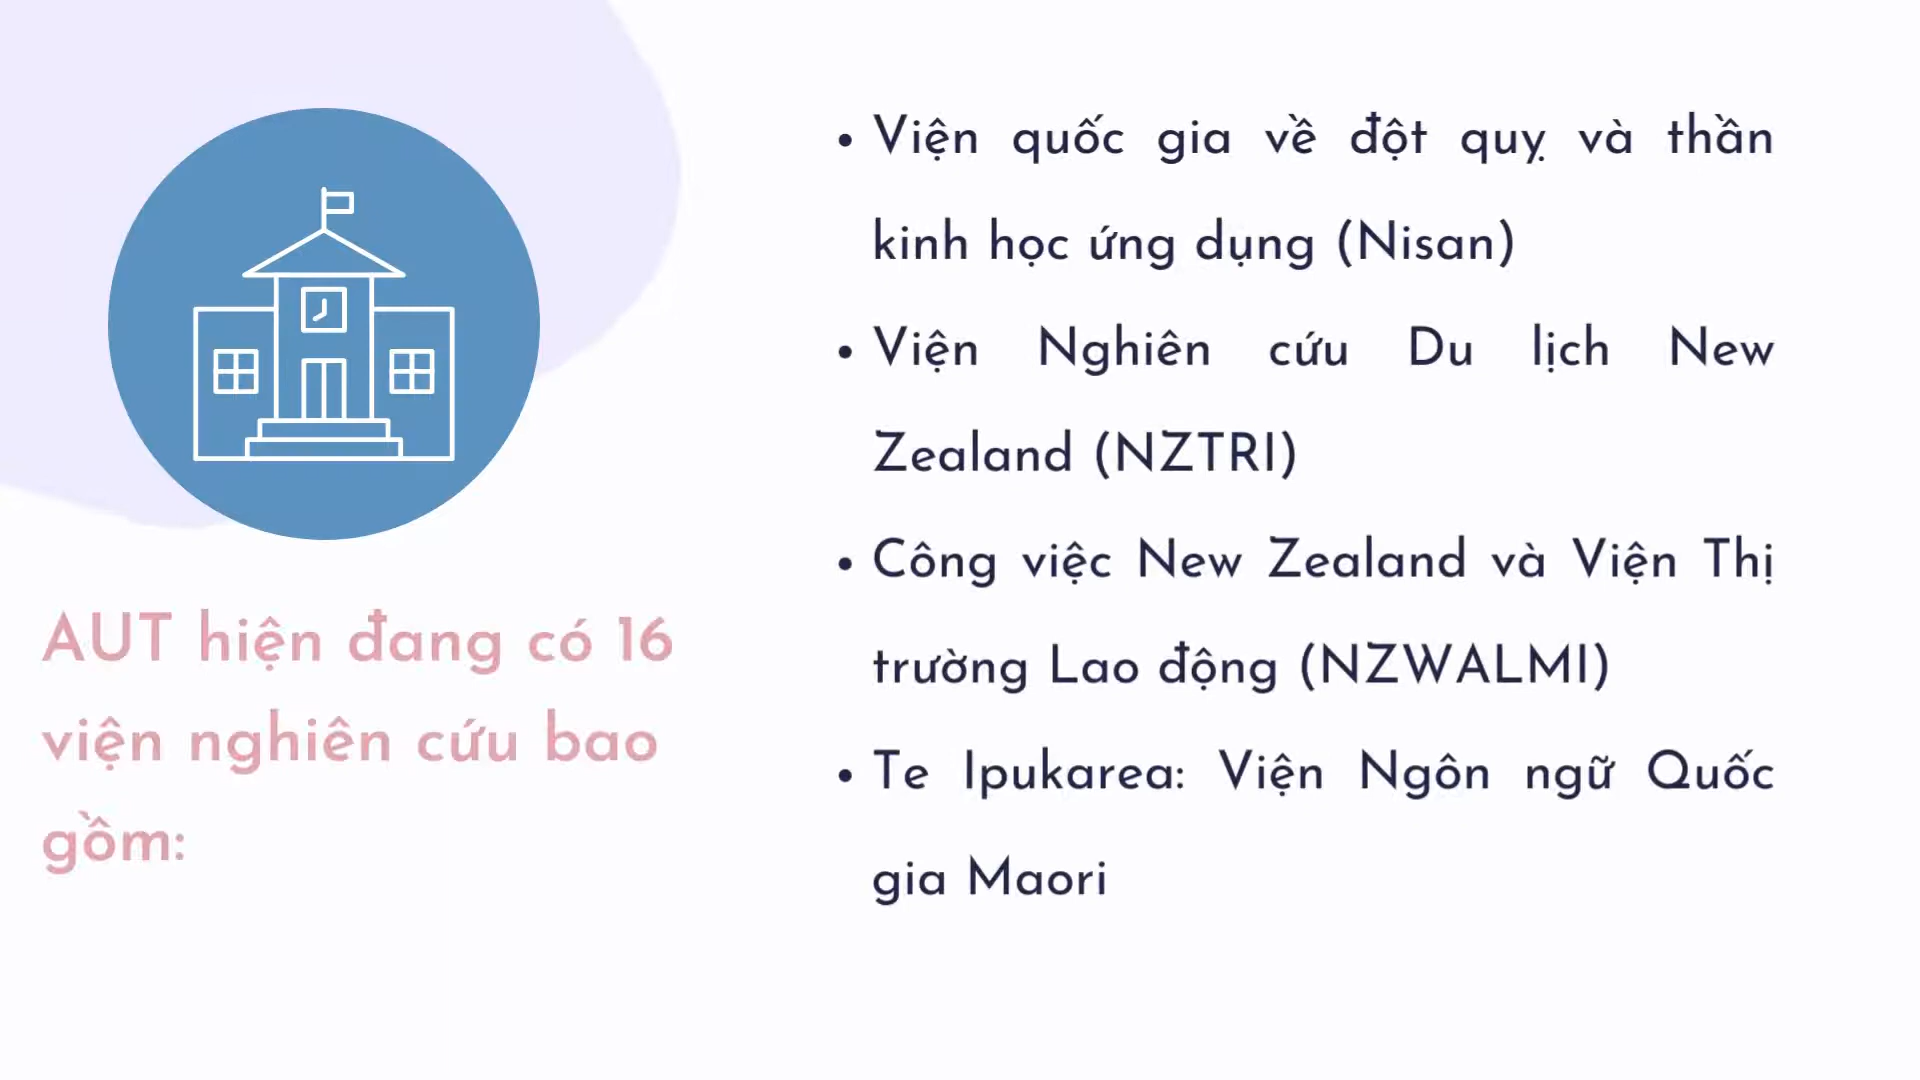 AUT hiện đang có 16
viện nghiên cứu bao
gồm:
• Viện quốc gia về đột quỵ và thần
kinh học ứng dụng (Nisan)
• Viện Nghiên cứu Du lịch New
Zealand (NZTRI)
• Công việc New Zealand và Viện Thị
trường Lao động (NZWALMI)
• Te Ipukarea: Viện Ngôn ngữ Quốc
gia Maori